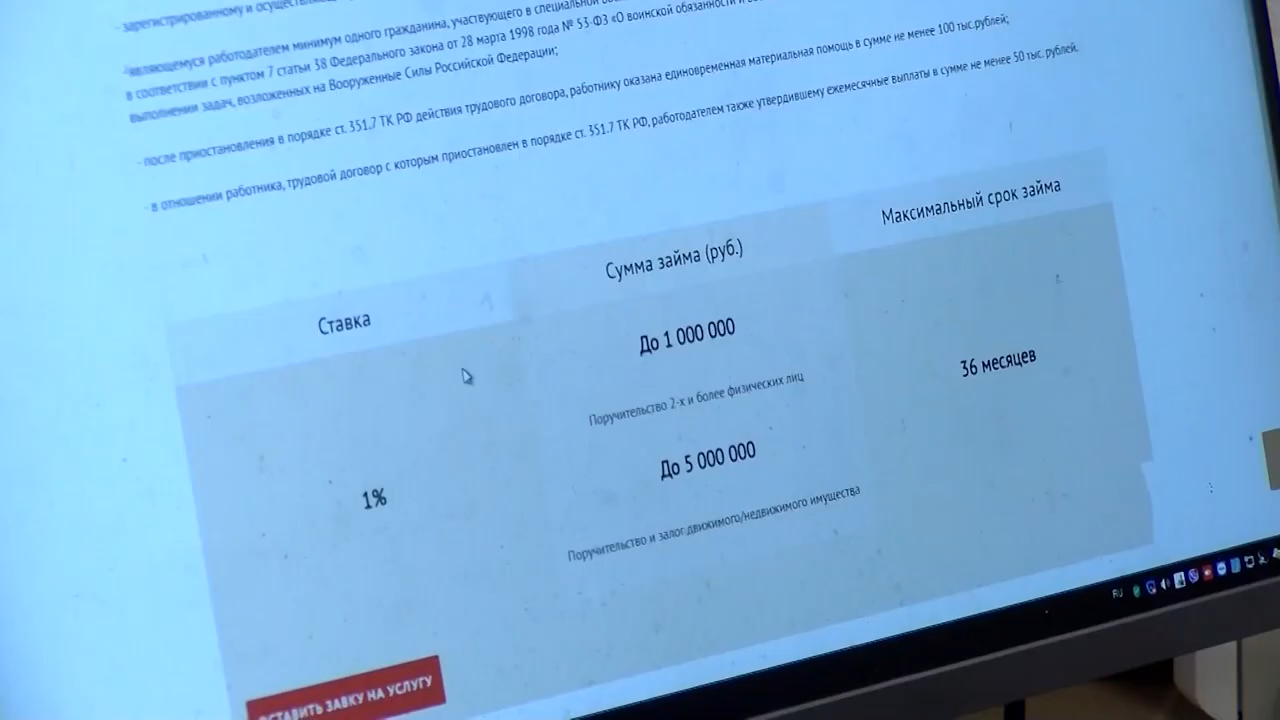 - зарегистрированному и
-являющемуся работодателем минимум одного гражданина, участвующего в специальной
в соответствии с пунктом 7 статьи 38 Федерального закона от 28 марта 1998 года № 53-ФЗ «О воинской обязанности и
выполнении задач, возложенных на Вооруженные Силы Российской Федерации;
- после приостановления в порядке ст. 351.7 ТК РФ действия трудового договора, работнику оказана единовременная материальная помощь в сумме не менее 100 тыс.рублей;
- в отношении работника, трудовой договор с которым приостановлен в порядке ст. 351.7 ТК РФ, работодателем также утвердившему ежемесячные выплаты в сумме не менее 50 тыс. рублей.
Ставка
Сумма займа (руб.)
Максимальный срок займа
1%
До 1 000 000
Поручительство 2-х и более физических лиц
До 5 000 000
Поручительство и залог движимого/недвижимого имущества
36 месяцев
ОСТАВИТЬ ЗАВКУ НА УСЛУГУ
RU